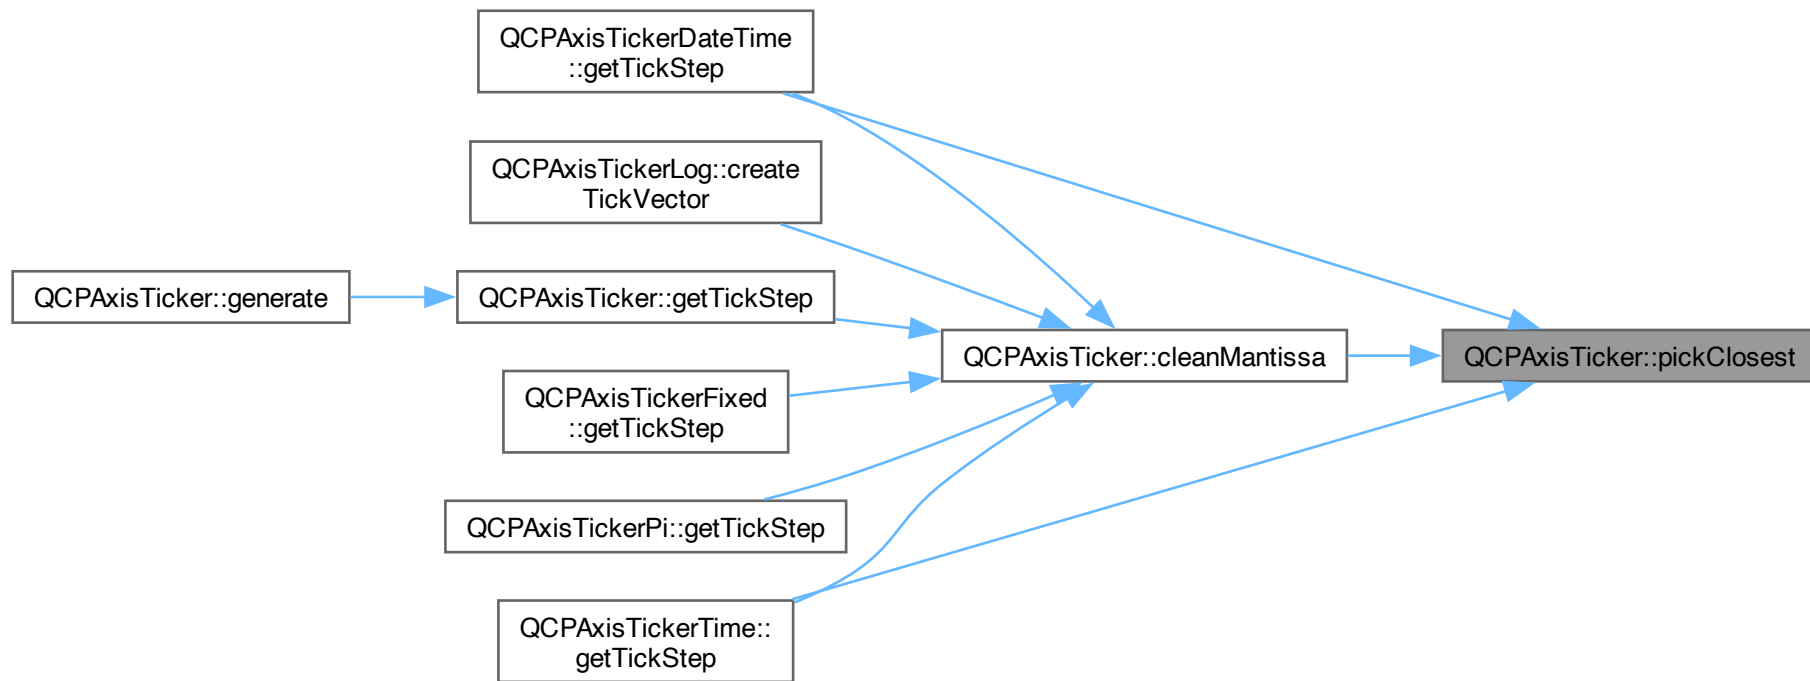 QCPAxisTickerDateTime
::getTickStep
QCPAxisTickerLog::create
TickVector
QCPAxisTicker::generate
QCPAxisTicker::getTickStep
QCPAxisTicker::cleanMantissa
QCPAxisTicker::pickClosest
QCPAxisTickerFixed
::getTickStep
QCPAxisTickerPi::getTickStep
QCPAxisTickerTime::
getTickStep